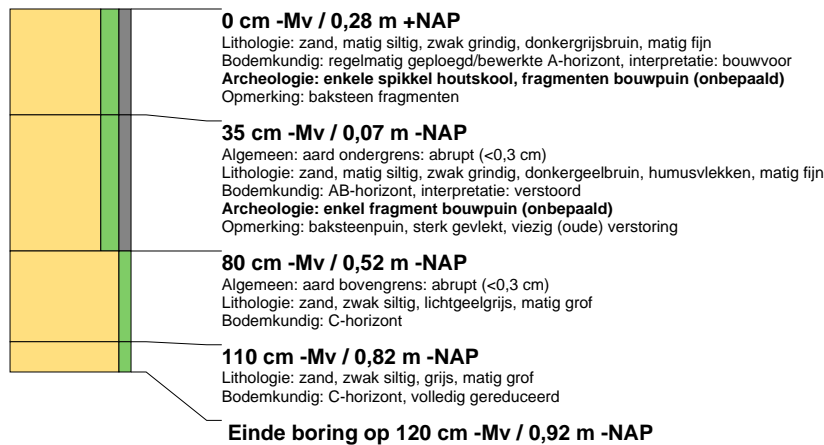 0 cm -Mv / 0,28 m +NAP
Lithologie: zand, matig siltig, zwak grindig, donkergrijsbruin, matig fijn
Bodemkundig: regelmatig geploegd/bewerkte A-horizont, interpretatie: bouwvoor
Archeologie: enkele spikkel houtskool, fragmenten bouwpuin (onbepaald)
Opmerking: baksteen fragmenten
35 cm -Mv / 0,07 m -NAP
Algemeen: aard ondergrens: abrupt (<0,3 cm)
Lithologie: zand, matig siltig, zwak grindig, donkergeelbruin, humusvlekken, matig fijn
Bodemkundig: AB-horizont, interpretatie: verstoord
Archeologie: enkel fragment bouwpuin (onbepaald)
Opmerking: baksteenpuin, sterk gevlekt, viezig (oude) verstoring
80 cm -Mv / 0,52 m -NAP
Algemeen: aard bovengrens: abrupt (<0,3 cm)
Lithologie: zand, zwak siltig, lichtgeelgrijs, matig grof
Bodemkundig: C-horizont
110 cm -Mv / 0,82 m -NAP
Lithologie: zand, zwak siltig, grijs, matig grof
Bodemkundig: C-horizont, volledig gereduceerd
Einde boring op 120 cm -Mv / 0,92 m -NAP